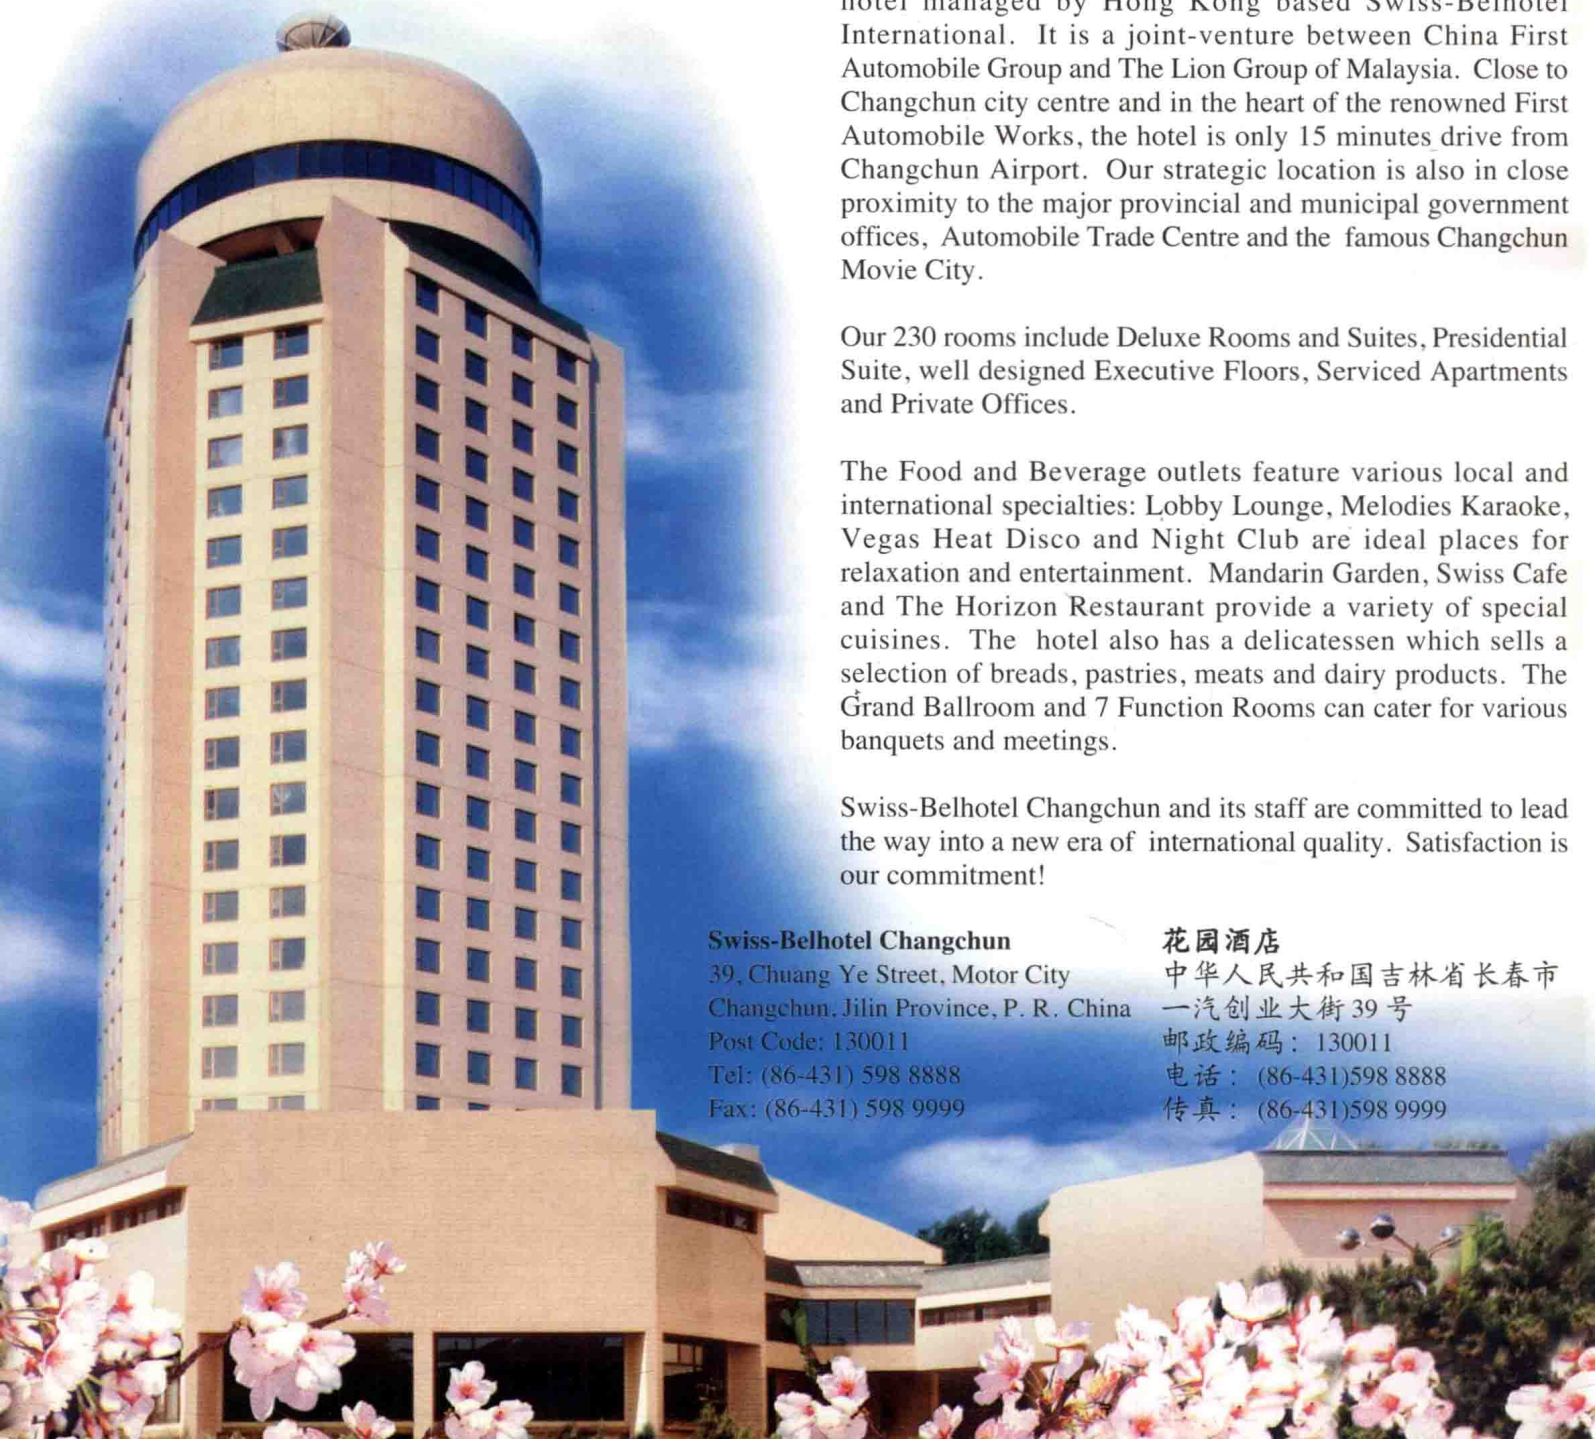 hotel managed by Hong Kong based Swiss-Belhotel
International. It is a joint-venture between China First
Automobile Group and The Lion Group of Malaysia. Close to
Changchun city centre and in the heart of the renowned First
Automobile Works, the hotel is only 15 minutes drive from
Changchun Airport. Our strategic location is also in close
proximity to the major provincial and municipal government
offices, Automobile Trade Centre and the famous Changchun
Movie City.
Our 230 rooms include Deluxe Rooms and Suites, Presidential
Suite, well designed Executive Floors, Serviced Apartments
and Private Offices.
The Food and Beverage outlets feature various local and
international specialties: Lobby Lounge, Melodies Karaoke,
Vegas Heat Disco and Night Club are ideal places for
relaxation and entertainment. Mandarin Garden, Swiss Cafe
and The Horizon Restaurant provide a variety of special
cuisines. The hotel also has a delicatessen which sells a
selection of breads, pastries, meats and dairy products. The
Grand Ballroom and 7 Function Rooms can cater for various
banquets and meetings.
Swiss-Belhotel Changchun and its staff are committed to lead
the way into a new era of international quality. Satisfaction is
our commitment!
Swiss-Belhotel Changchun
39, Chuang Ye Street, Motor City
Changchun, Jilin Province, P. R. China
Post Code: 130011
Tel: (86-431) 598 8888
Fax: (86-431) 598 9999
花园酒店
中华人民共和国吉林省长春市
一汽创业大街 39 号
邮政编码：130011
电话：(86-431)598 8888
传真：(86-431)598 9999